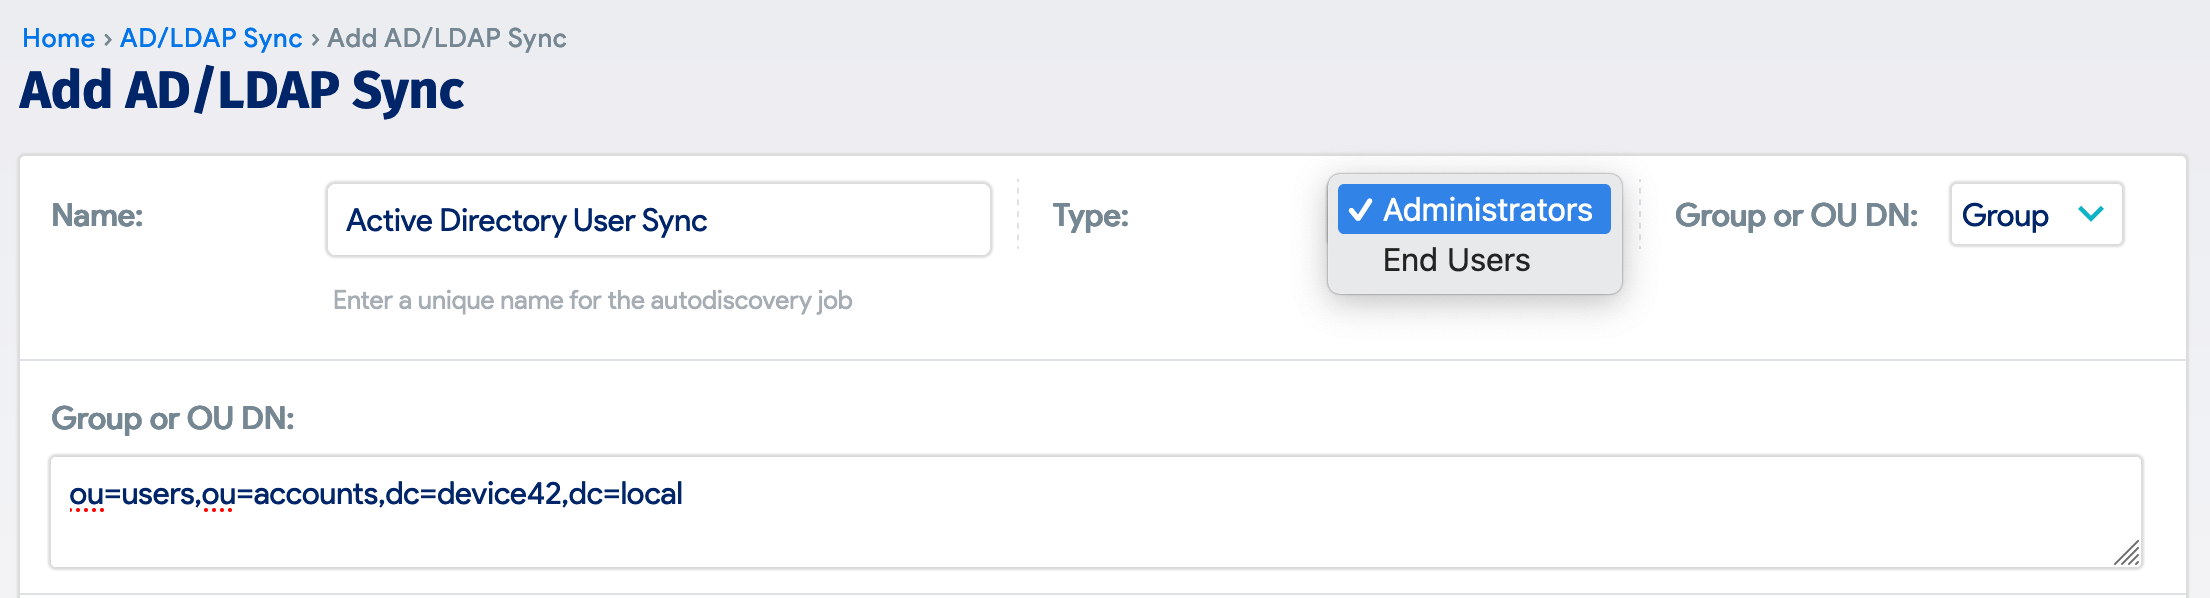 Home › AD/LDAP Sync › Add AD/LDAP Sync
Add AD/LDAP Sync
Name: Active Directory User Sync Type: ✓ Administrators Group or OU DN: Group
End Users
Enter a unique name for the autodiscovery job
Group or OU DN:
ou=users,ou=accounts,dc=device42,dc=local